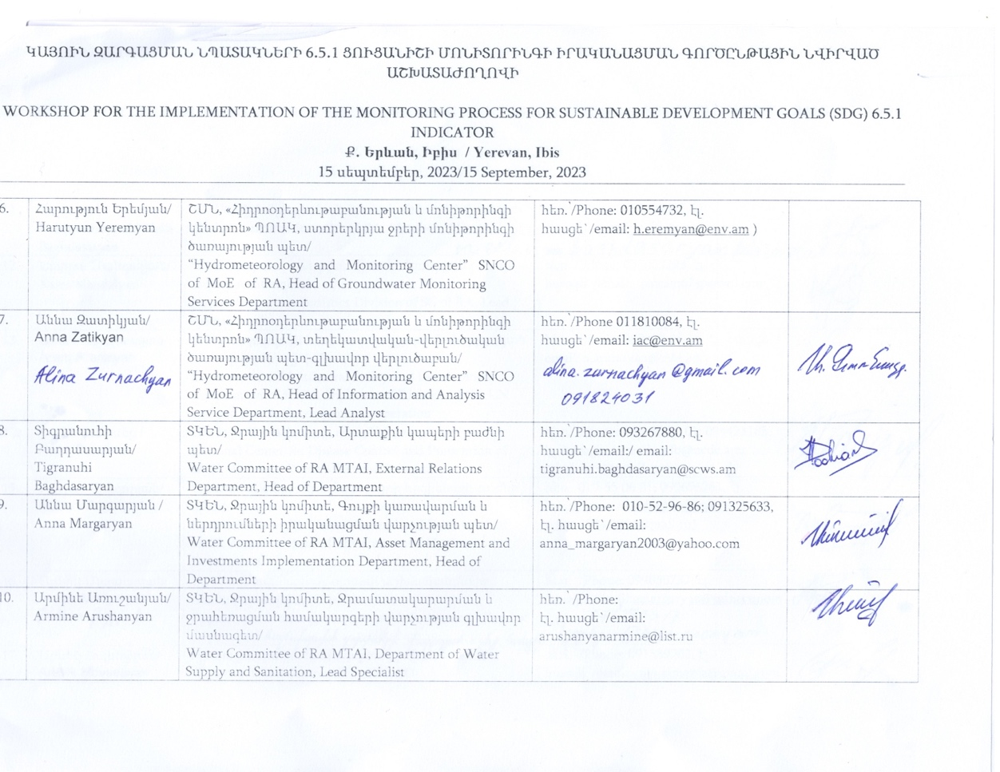 ԿԱՅՈՒՆ ԶԱՐԳԱՑՄԱՆ ՆՊԱՏԱԿՆԵՐԻ 6.5.1 ՑՈՒՑԱՆԻՇԻ ՄՈՆԻՏՈՐԻՆԳԻ ԻՐԱԿԱՆԱՑՄԱՆ ԳՈՐԾԸՆԹԱՑԻՆ ՆՎԻՐՎԱԾ
ԱՇԽԱՏԱԺՈՂՈՎԻ
WORKSHOP FOR THE IMPLEMENTATION OF THE MONITORING PROCESS FOR SUSTAINABLE DEVELOPMENT GOALS (SDG) 6.5.1
INDICATOR
Ք. Երևան, Իբիս / Yerevan, Ibis
15 սեպտեմբեր, 2023/15 September, 2023
6.
Հարություն Երեմյան/
Harutyun Yeremyan
ՇՄՆ, «Հիդրոօդերևութաբանության և մոնիթորինգի
կենտրոն» ՊՈԱԿ, ստորերկրյա ջրերի մոնիթորինգի
ծառայության պետ/
“Hydrometeorology and Monitoring Center” SNCO
of MoE of RA, Head of Groundwater Monitoring
Services Department
հեռ.՝/Phone: 010554732, էլ.
հասցե՝/email: h.eremyan@env.am )
7.
Աննա Զատիկյան/
Anna Zatikyan
Alina Zurnachyan
ՇՄՆ, «Հիդրոօդերևութաբանության և մոնիթորինգի
կենտրոն» ՊՈԱԿ, տեղեկատվական-վերլուծական
ծառայության պետ-գլխավոր վերլուծաբան/
“Hydrometeorology and Monitoring Center” SNCO
of MoE of RA, Head of Information and Analysis
Service Department, Lead Analyst
հեռ.՝/Phone 011810084, էլ.
հասցե՝/email: iac@env.am
alina.zurnachyan@gmail.com
091824031
8.
Տիգրանուհի
Բաղդասարյան/
Tigranuhi
Baghdasaryan
ՏԿԵՆ, Ջրային կոմիտե, Արտաքին կապերի բաժնի
պետ/
Water Committee of RA MTAI, External Relations
Department, Head of Department
հեռ.՝/Phone: 093267880, էլ.
հասցե՝/email:/ email:
tigranuhi.baghdasaryan@scws.am
9.
Աննա Մարգարյան /
Anna Margaryan
ՏԿԵՆ, Ջրային կոմիտե, Գույքի կառավարման և
ներդրումների իրականացման վարչության պետ/
Water Committee of RA MTAI, Asset Management and
Investments Implementation Department, Head of
Department
հեռ.՝/Phone: 010-52-96-86; 091325633,
էլ. հասցե՝/email:
anna_margaryan2003@yahoo.com
10.
Արմինե Առուշանյան/
Armine Arushanyan
ՏԿԵՆ, Ջրային կոմիտե, Ջրամատակարարման և
ջրահեռացման համակարգերի վարչության գլխավոր
մասնագետ/
Water Committee of RA MTAI, Department of Water
Supply and Sanitation, Lead Specialist
հեռ.՝/Phone:
էլ. հասցե՝/email:
arushanyanarmine@list.ru